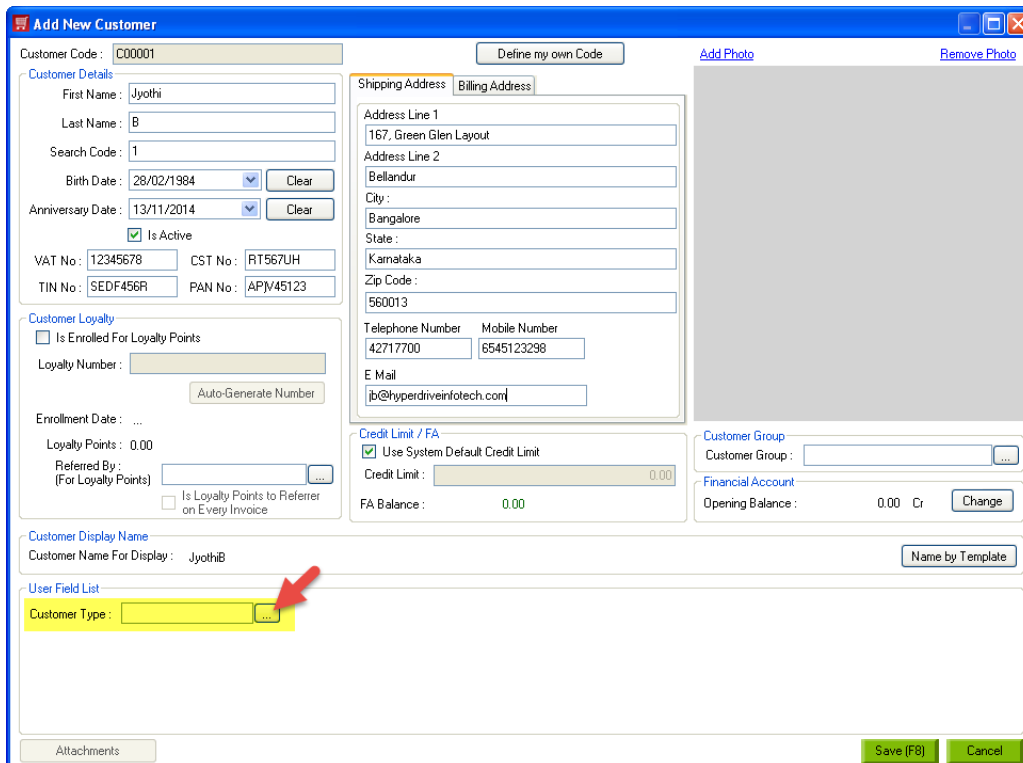 Add New Customer
Customer Code : C00001
Define my own Code
Add Photo
Remove Photo
Customer Details
First Name : Jyothi
Last Name : B
Search Code : 1
Birth Date : 28/02/1984 Clear
Anniversary Date : 13/11/2014 Clear
Is Active
VAT No : 12345678 CST No : RT567UH
TIN No : SEDF456R PAN No : APJV45123
Customer Loyalty
Is Enrolled For Loyalty Points
Loyalty Number :
Auto-Generate Number
Enrollment Date : ...
Loyalty Points : 0.00
Referred By :
(For Loyalty Points) ...
Is Loyalty Points to Referrer
on Every Invoice
Shipping Address Billing Address
Address Line 1
167, Green Glen Layout
Address Line 2
Bellandur
City :
Bangalore
State :
Karnataka
Zip Code :
560013
Telephone Number Mobile Number
42717700 6545123298
E Mail
jb@hyperdriveinfotech.com
Credit Limit / FA
Use System Default Credit Limit
Credit Limit : 0.00
FA Balance : 0.00
Customer Group
Customer Group : ...
Financial Account
Opening Balance : 0.00 Cr Change
Customer Display Name
Customer Name For Display : JyothiB
Name by Template
User Field List
Customer Type : ...
Attachments
Save (F8)
Cancel